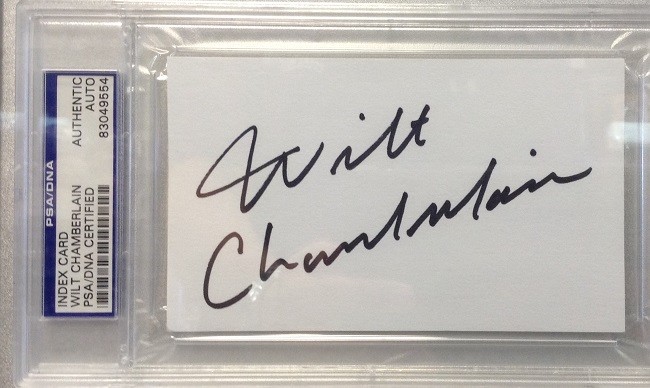 PSA/DNA
INDEX CARD
WILT CHAMBERLAIN
PSA/DNA CERTIFIED
AUTHENTIC
AUTO
83049554
Wilt
Chamberlain